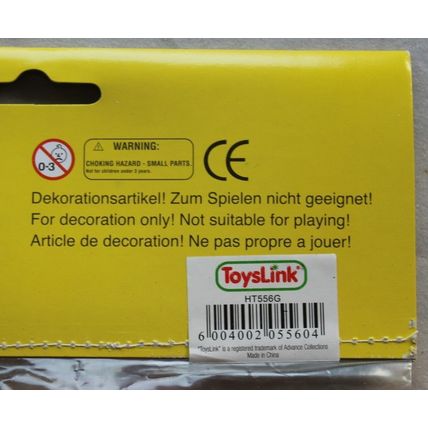 0-3
WARNING:
CHOKING HAZARD - SMALL PARTS.
Not for children under 3 years.
CE
Dekorationsartikel! Zum Spielen nicht geeignet!
For decoration only! Not suitable for playing!
Article de decoration! Ne pas propre a jouer!
ToysLink
HT556G
6 004002 055604
"ToysLink" is a registered trademark of Advance Collections
Made in China